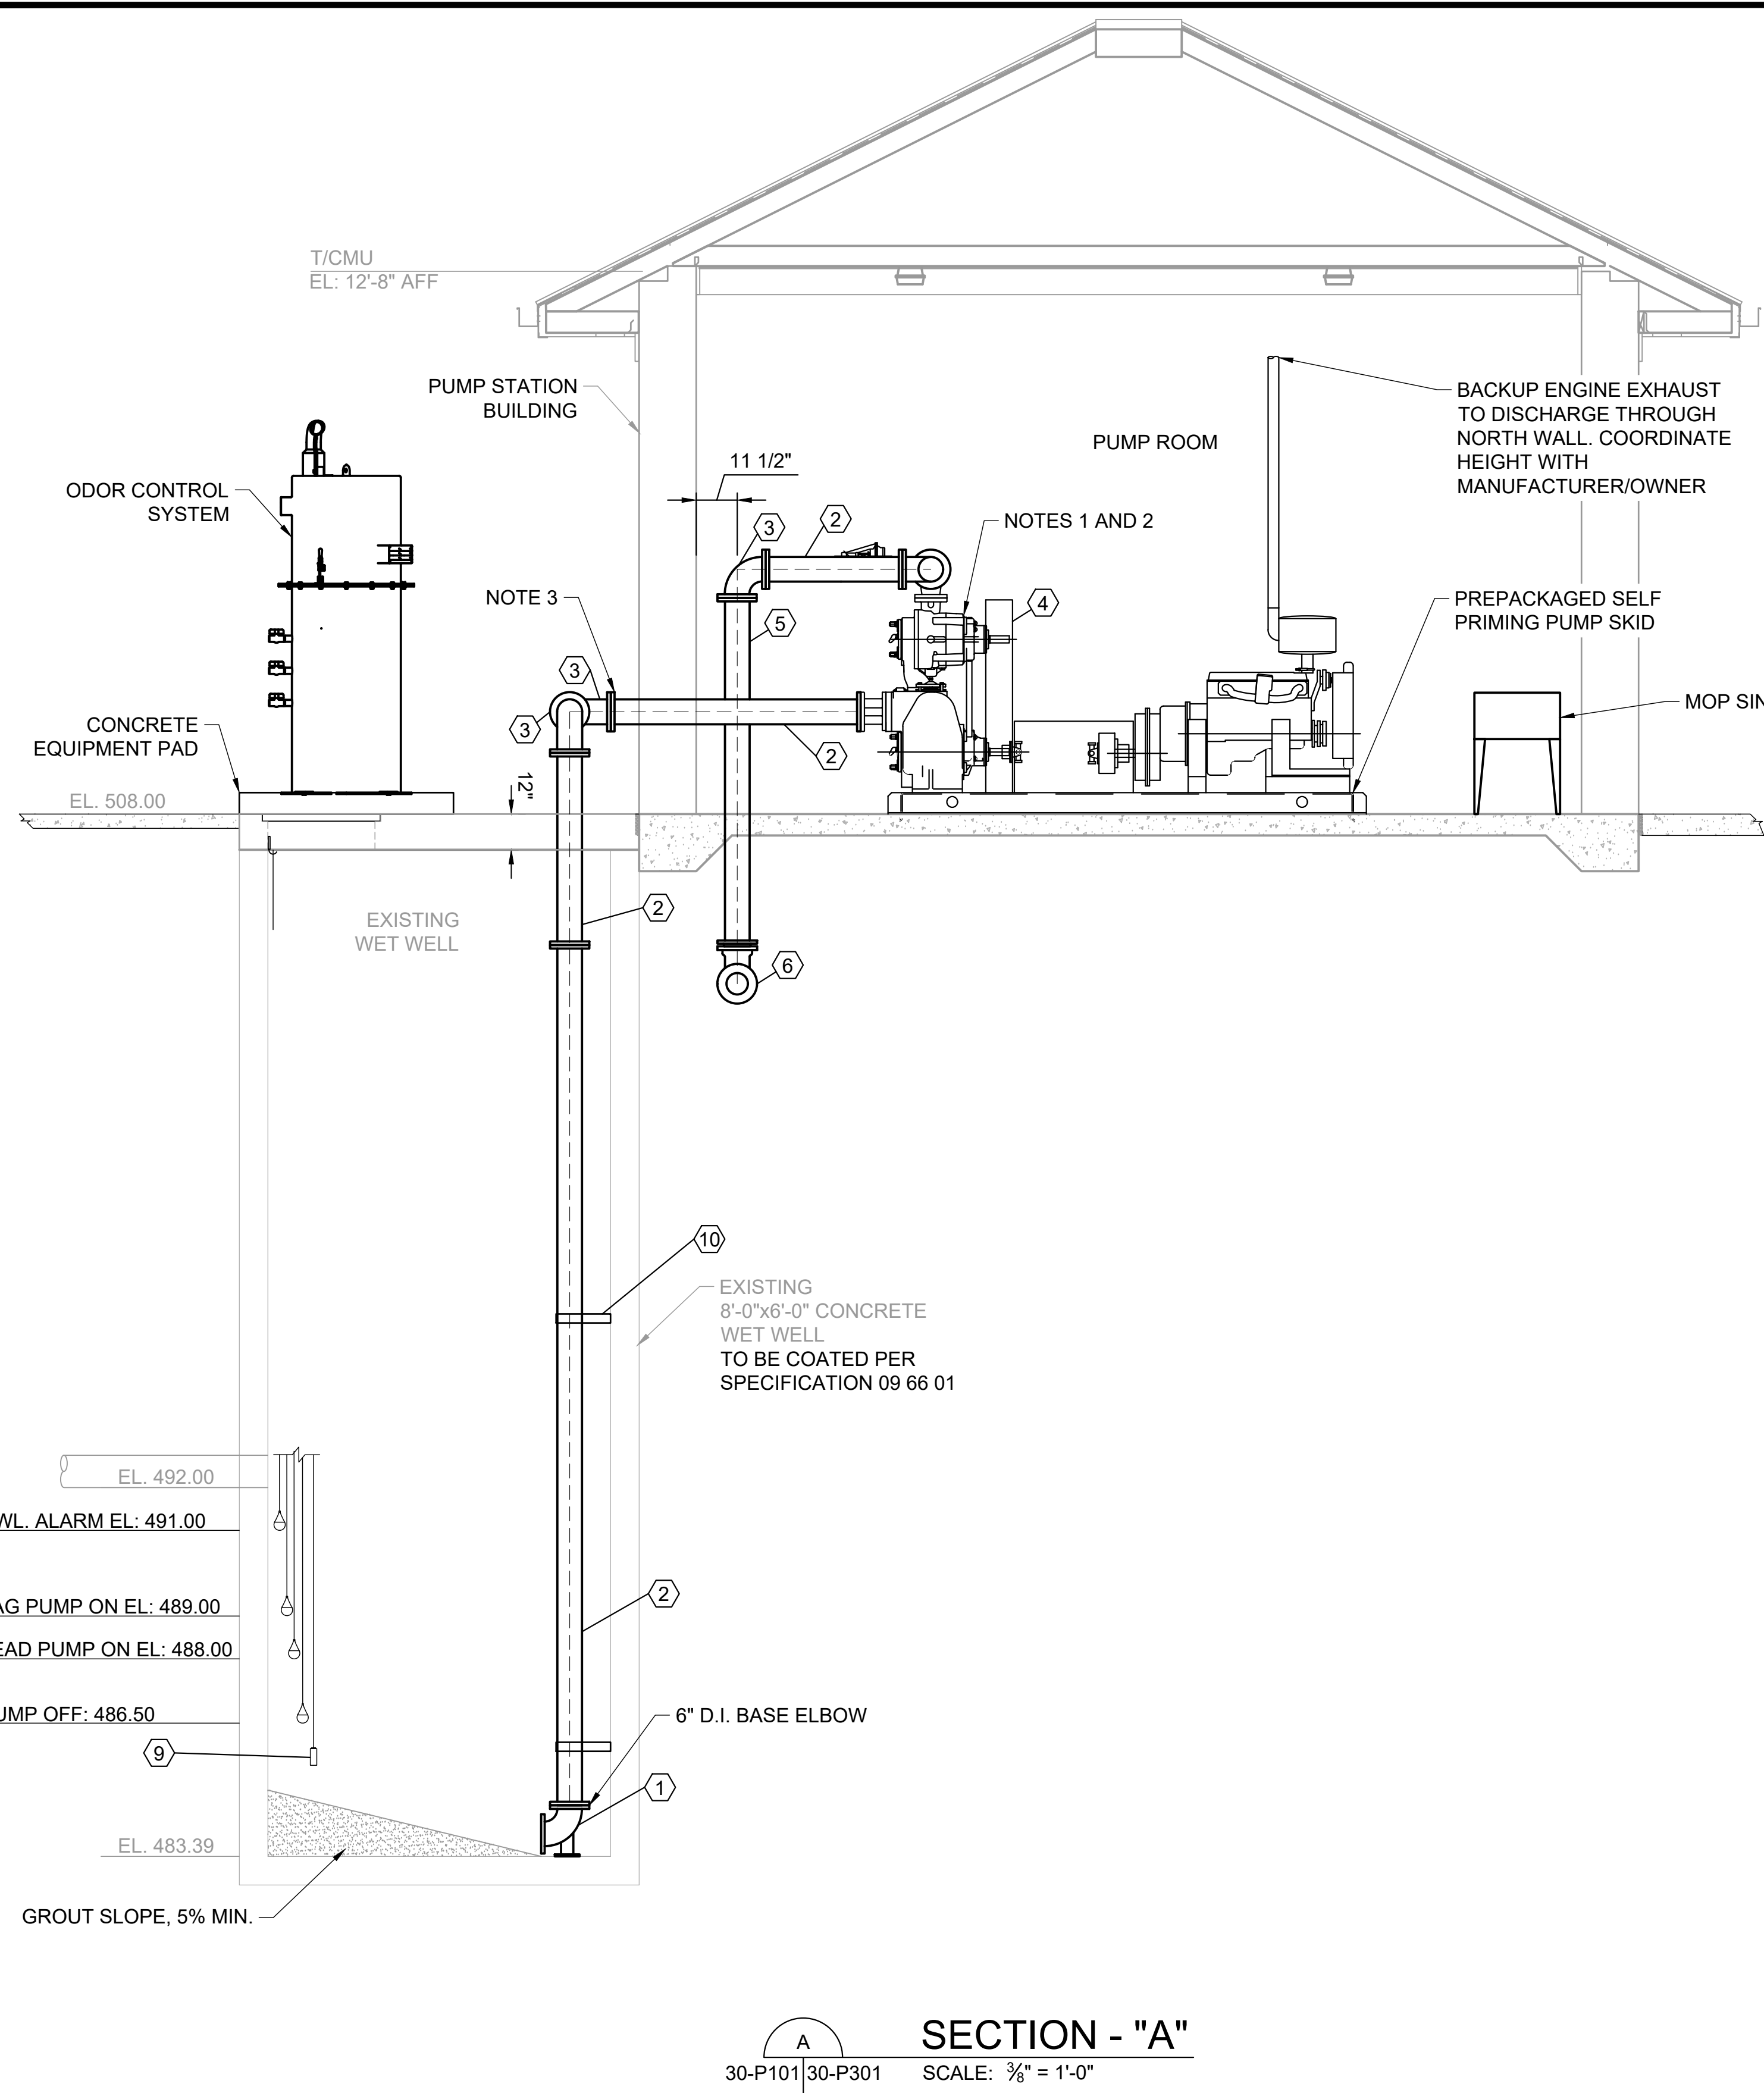 T/CMU
EL: 12'-8" AFF
PUMP STATION
BUILDING
PUMP ROOM
BACKUP ENGINE EXHAUST
TO DISCHARGE THROUGH
NORTH WALL. COORDINATE
HEIGHT WITH
MANUFACTURER/OWNER
11 1/2"
ODOR CONTROL
SYSTEM
3
2
NOTES 1 AND 2
NOTE 3
4
PREPACKAGED SELF
PRIMING PUMP SKID
5
3
MOP SIN
CONCRETE
EQUIPMENT PAD
3
2
12"
EL. 508.00
EXISTING
WET WELL
2
6
10
EXISTING
8'-0"x6'-0" CONCRETE
WET WELL
TO BE COATED PER
SPECIFICATION 09 66 01
EL. 492.00
WL. ALARM EL: 491.00
2
AG PUMP ON EL: 489.00
EAD PUMP ON EL: 488.00
UMP OFF: 486.50
6" D.I. BASE ELBOW
9
1
EL. 483.39
GROUT SLOPE, 5% MIN.
A
SECTION - "A"
30-P101 30-P301
SCALE: 3/8" = 1'-0"